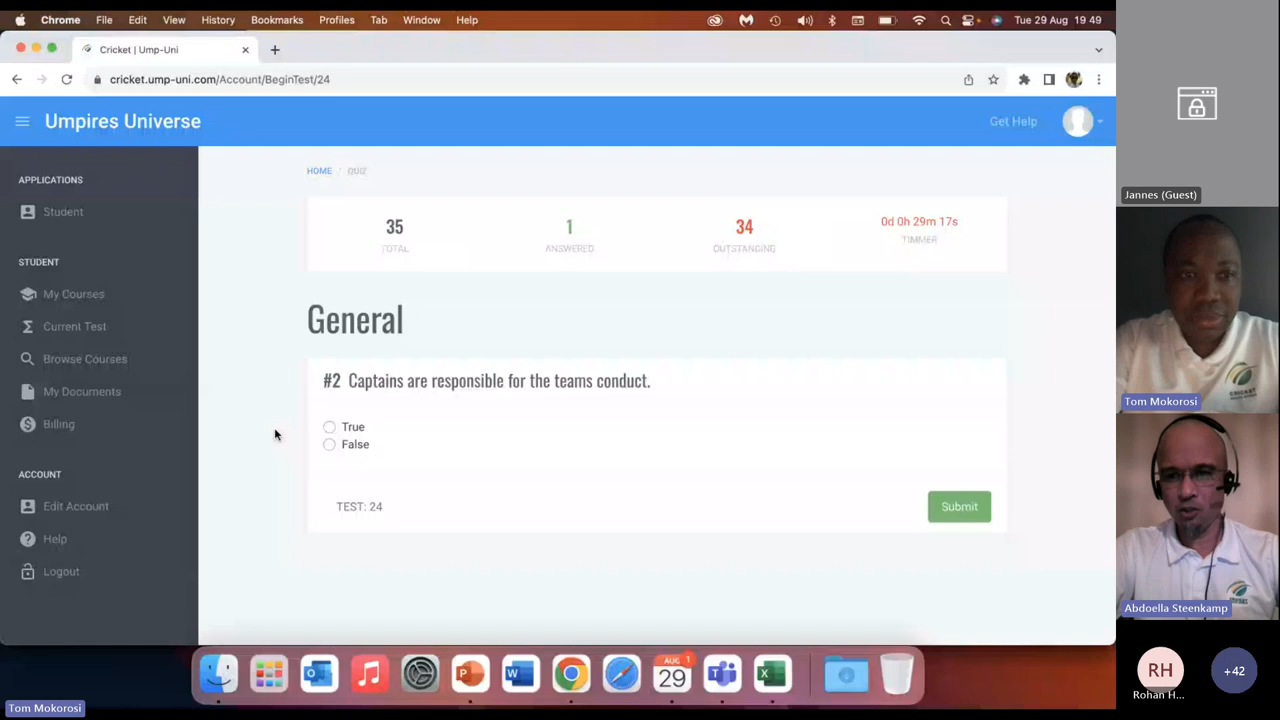 Chrome File Edit View History Bookmarks Profiles Tab Window Help
Tue 29 Aug 19 49
Cricket | Ump-Uni
cricket.ump-uni.com/Account/BeginTest/24
Umpires Universe
Get Help
APPLICATIONS
Student
STUDENT
My Courses
Current Test
Browse Courses
My Documents
Billing
ACCOUNT
Edit Account
Help
Logout
HOME / QUIZ
35
TOTAL
1
ANSWERED
34
OUTSTANDING
0d 0h 29m 17s
TIMMER
General
#2 Captains are responsible for the teams conduct.
True
False
TEST: 24
Submit
AUG
29
1
Jannes (Guest)
Tom Mokorosi
Abdoella Steenkamp
RH
Rohan H...
+42
Tom Mokorosi